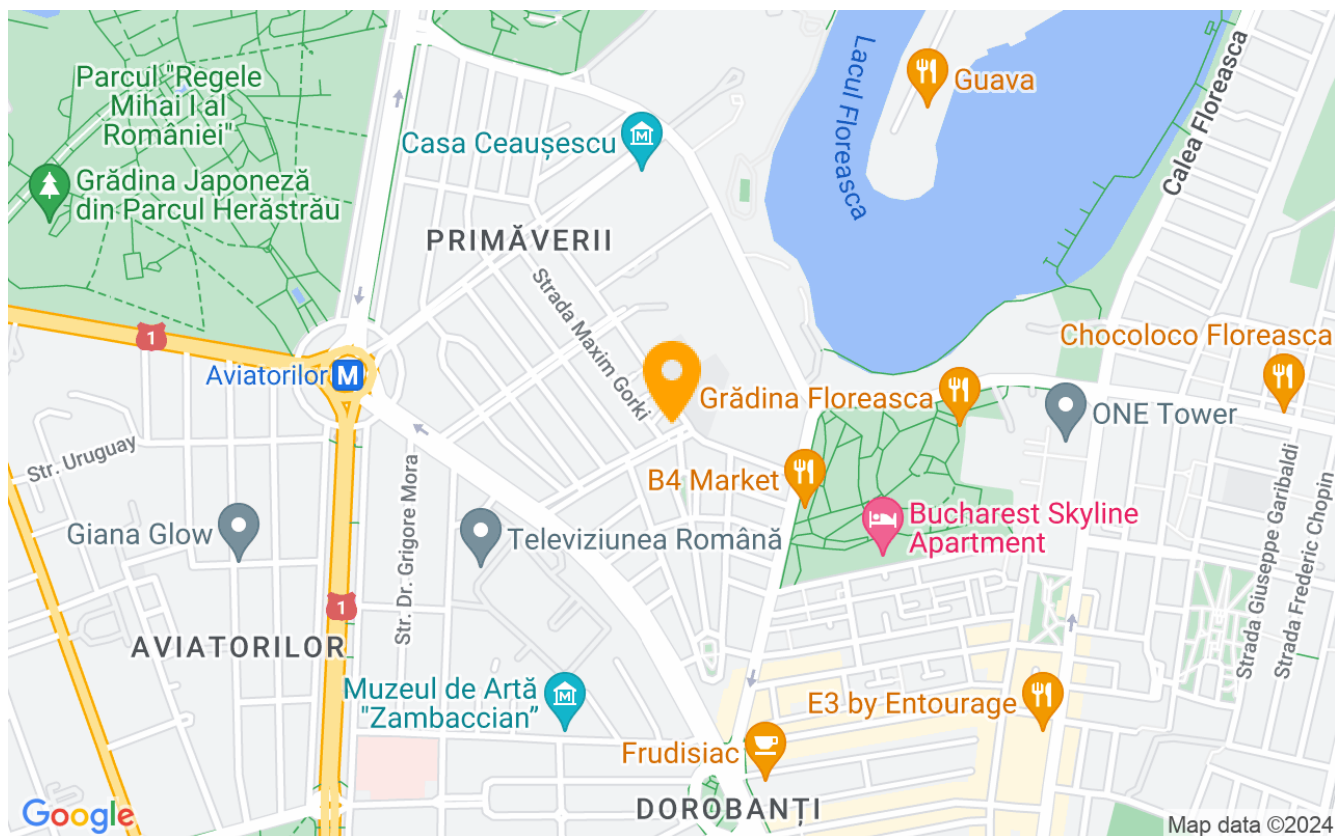 Parcul "Regele
Mihai I al
României"
Grădina Japoneză
din Parcul Herăstrău
Casa Ceaușescu
Guava
Lacul Floreasca
Calea Floreasca
PRIMĂVERII
Strada Maxim Gorki
1
Aviatorilor
M
Chocoloco Floreasca
Grădina Floreasca
ONE Tower
Str. Uruguay
Str. Dr. Grigore Mora
B4 Market
Giana Glow
Televiziunea Română
Bucharest Skyline
Apartment
Strada Giuseppe Garibaldi
Strada Frederic Chopin
1
AVIATORILOR
Muzeul de Artă
"Zambaccian”
E3 by Entourage
Frudisiac
DOROBANȚI
Google
Map data ©2024